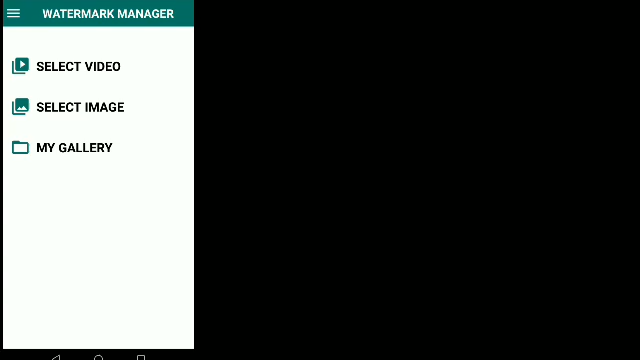 WATERMARK MANAGER
SELECT VIDEO
SELECT IMAGE
MY GALLERY